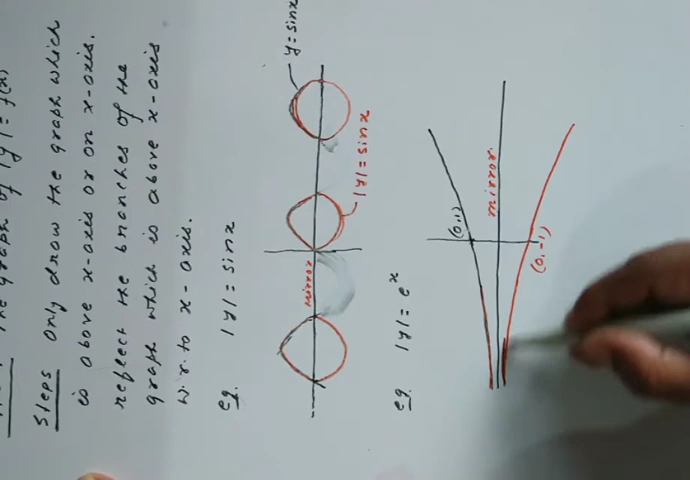 The graph of |y| = f(x)
Steps Only draw the graph which
is above x-axis or on x-axis.
reflect the branches of the
graph which is above x-axis
w.r.to x-axis.
eg. |y| = sinx
mirror
|y| = sinx
y = sinx
eg. |y| = e^x
(0,1)
mirror
(0,-1)